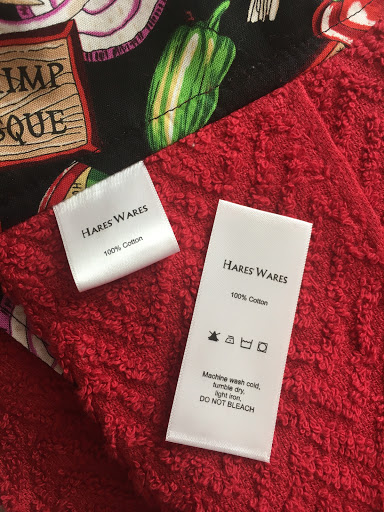 IMP
QUE
HARES WARES
100% Cotton
HARES WARES
100% Cotton
Machine wash cold,
tumble dry,
light iron,
DO NOT BLEACH